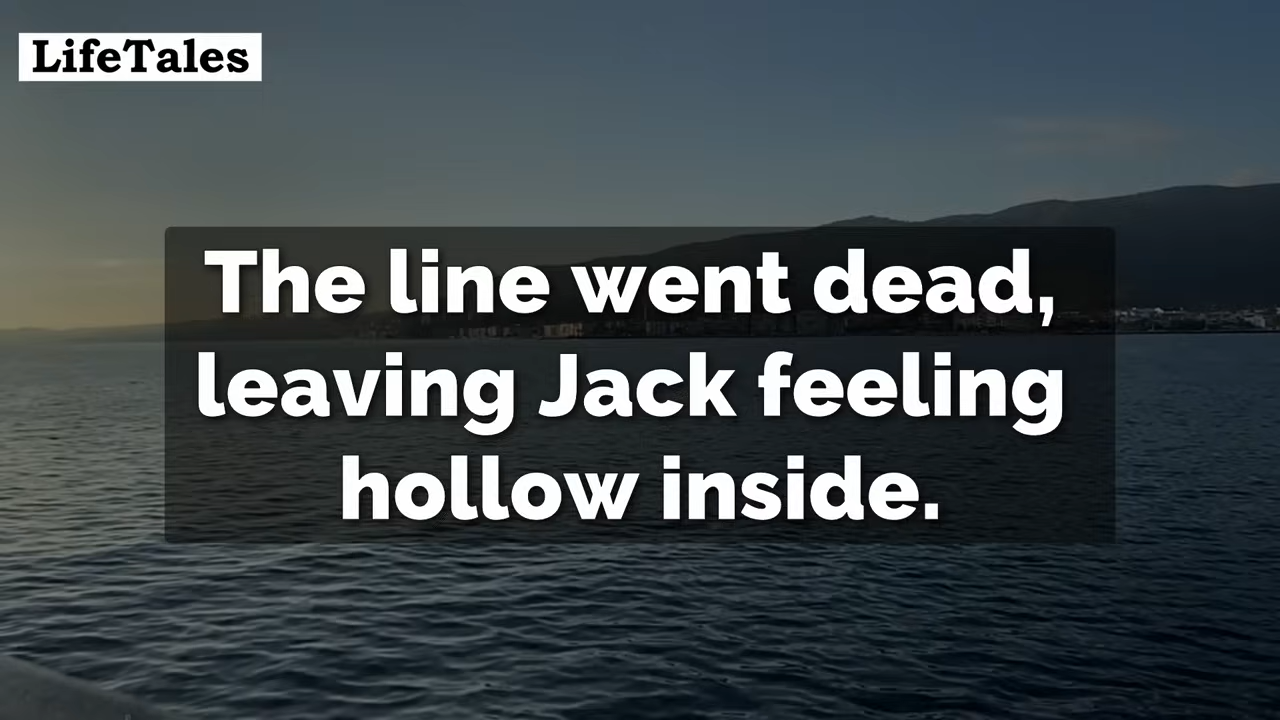 LifeTales
The line went dead,
leaving Jack feeling
hollow inside.